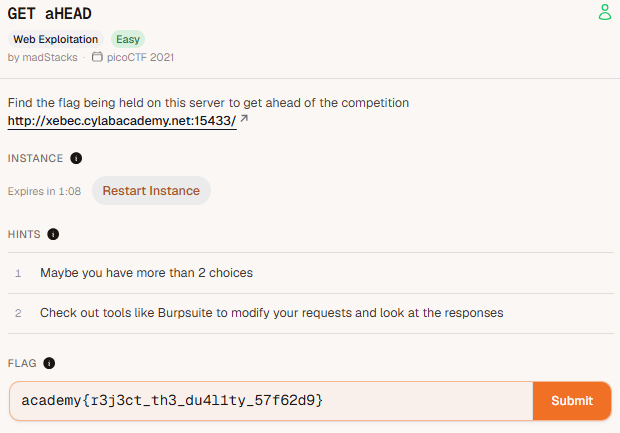 GET aHEAD
Web Exploitation Easy
by madStacks · picoCTF 2021
Find the flag being held on this server to get ahead of the competition
http://xebec.cylabacademy.net:15433/
INSTANCE
Expires in 1:08 Restart Instance
HINTS
1 Maybe you have more than 2 choices
2 Check out tools like Burpsuite to modify your requests and look at the responses
FLAG
academy{r3j3ct_th3_du4l1ty_57f62d9} Submit